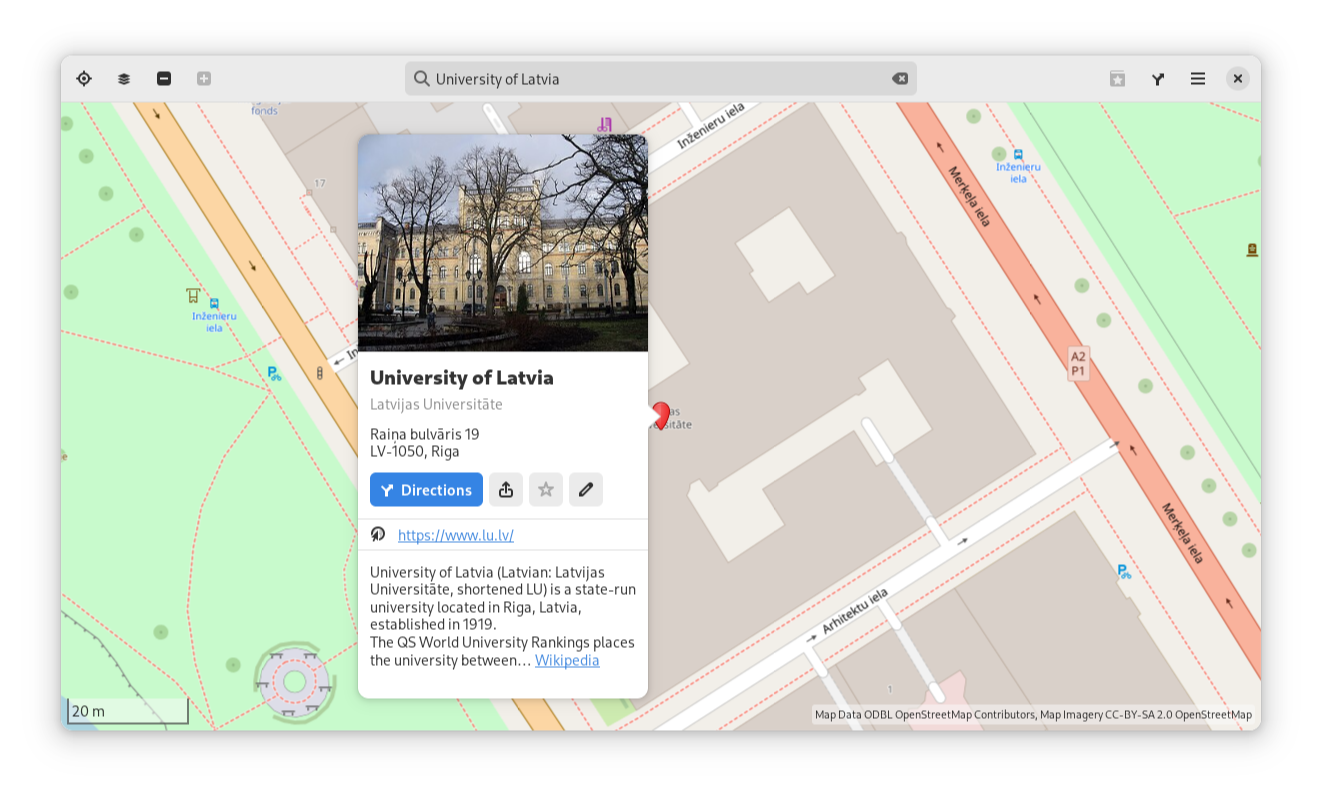 University of Latvia
fonds
17
Inženieru iela
Inženieru
iela
Merķeļa iela
Inženieru
iela
A2
P1
University of Latvia
Latvijas Universitāte
Raiņa bulvāris 19
LV-1050, Riga
Directions
https://www.lu.lv/
University of Latvia (Latvian: Latvijas
Universitāte, shortened LU) is a state-run
university located in Riga, Latvia,
established in 1919.
The QS World University Rankings places
the university between… Wikipedia
Merķeļa iela
Arhitektu iela
1
20 m
Map Data ODBL OpenStreetMap Contributors, Map Imagery CC-BY-SA 2.0 OpenStreetMap